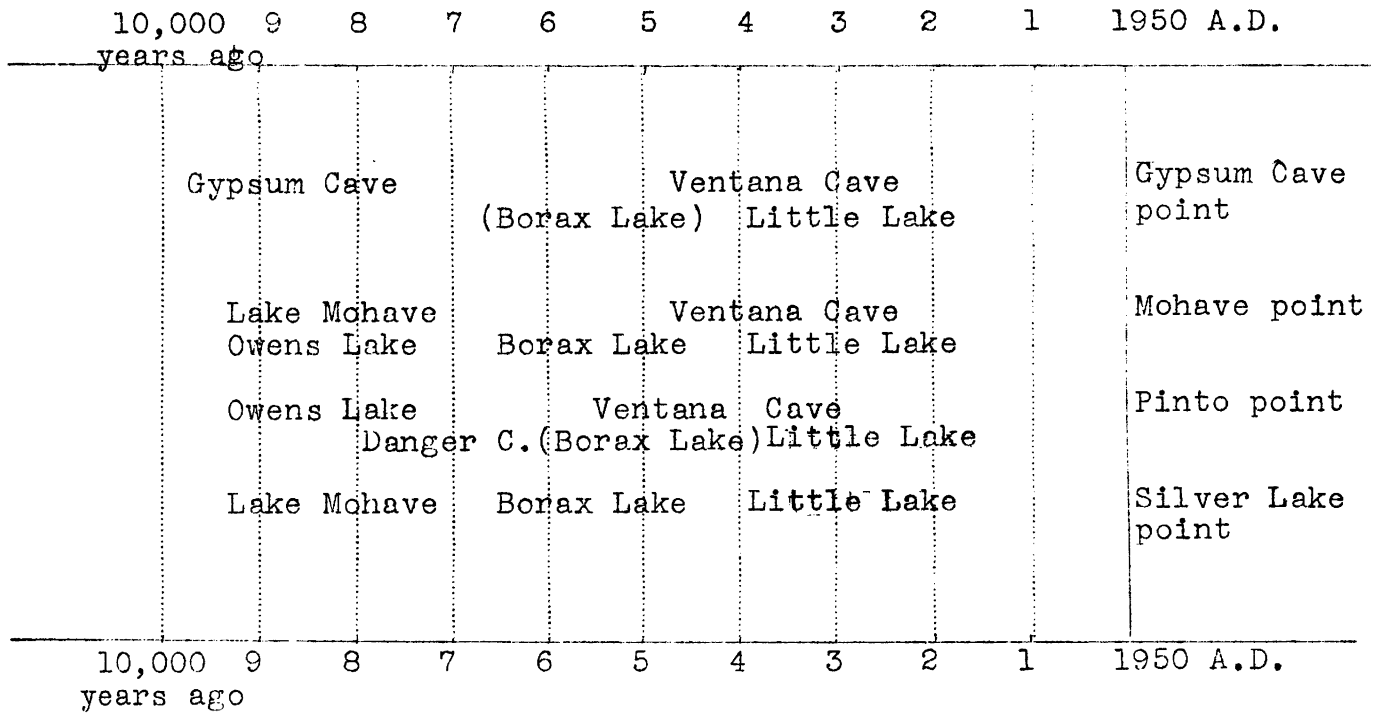 10,000 9 8 7 6 5 4 3 2 1 1950 A.D.
years ago
Gypsum Cave Ventana Cave Gypsum Cave
(Borax Lake) Little Lake point
Lake Mohave Ventana Cave Mohave point
Owens Lake Borax Lake Little Lake
Owens Lake Ventana Cave Pinto point
Danger C.(Borax Lake)Little Lake
Lake Mohave Borax Lake Little Lake Silver Lake
point
10,000 9 8 7 6 5 4 3 2 1 1950 A.D.
years ago